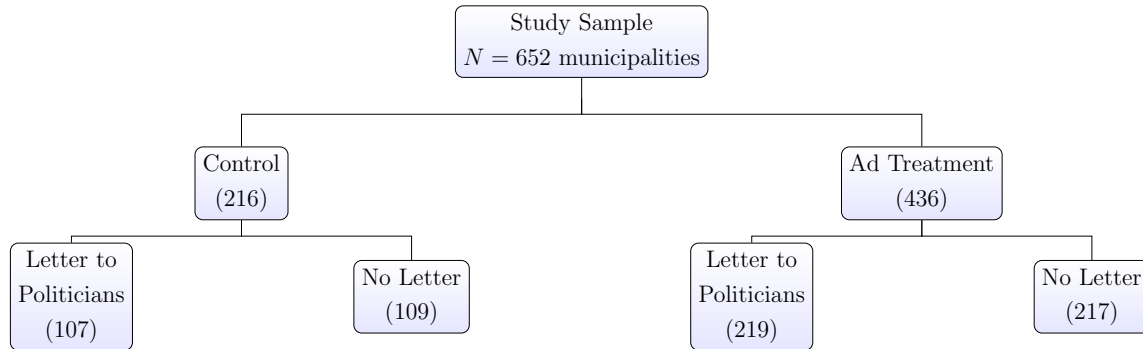 Study Sample
N = 652 municipalities
Control
(216)
Ad Treatment
(436)
Letter to
Politicians
(107)
No Letter
(109)
Letter to
Politicians
(219)
No Letter
(217)